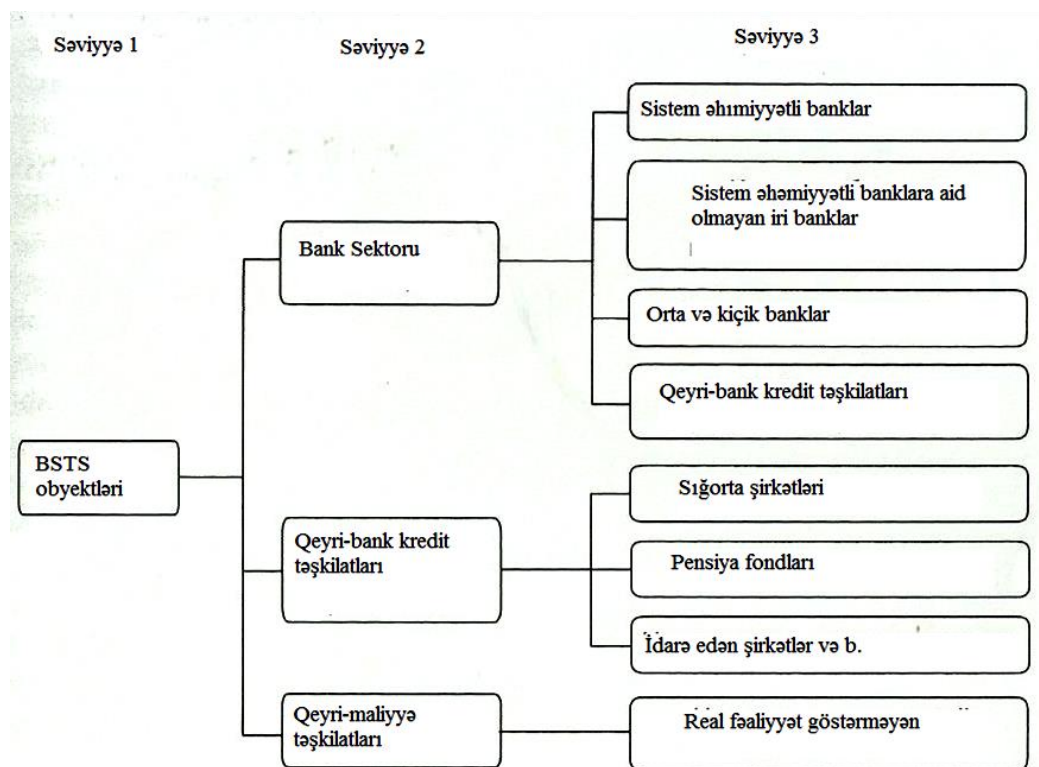 Səviyyə 1
Səviyyə 2
Səviyyə 3
Sistem əhımiyyətli banklar
Sistem əhəmiyyətli banklara aid
olmayan iri banklar
Bank Sektoru
Orta və kiçik banklar
Qeyri-bank kredit təşkilatları
BSTS
obyektləri
Sığorta şirkətləri
Qeyri-bank kredit
təşkilatları
Pensiya fondları
İdarə edən şirkətlər və b.
Qeyri-maliyyə
təşkilatları
Real fəaliyyət göstərməyən